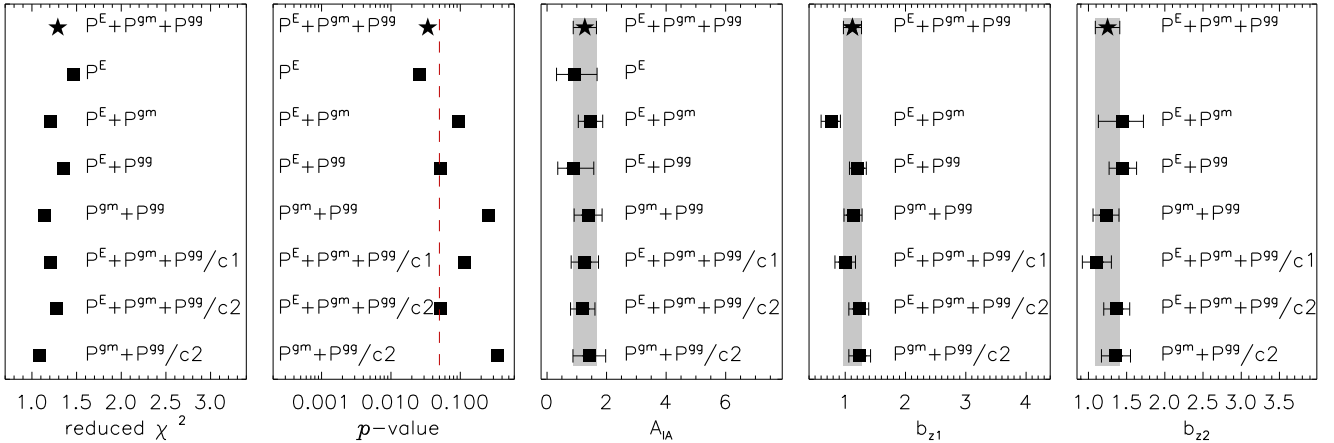 P^E+P^gm+P^gg P^E+P^gm+P^gg P^E+P^gm+P^gg P^E+P^gm+P^gg P^E+P^gm+P^gg
P^E P^E P^E
P^E+P^gm P^E+P^gm P^E+P^gm P^E+P^gm P^E+P^gm
P^E+P^gg P^E+P^gg P^E+P^gg P^E+P^gg P^E+P^gg
P^gm+P^gg P^gm+P^gg P^gm+P^gg P^gm+P^gg P^gm+P^gg
P^E+P^gm+P^gg/c1 P^E+P^gm+P^gg/c1 P^E+P^gm+P^gg/c1 P^E+P^gm+P^gg/c1 P^E+P^gm+P^gg/c1
P^E+P^gm+P^gg/c2 P^E+P^gm+P^gg/c2 P^E+P^gm+P^gg/c2 P^E+P^gm+P^gg/c2 P^E+P^gm+P^gg/c2
P^gm+P^gg/c2 P^gm+P^gg/c2 P^gm+P^gg/c2 P^gm+P^gg/c2 P^gm+P^gg/c2
1.0 1.5 2.0 2.5 3.0 0.001 0.010 0.100 0 2 4 6 1 2 3 4 1.0 1.5 2.0 2.5 3.0 3.5
reduced χ² p-value A_IA b_z1 b_z2